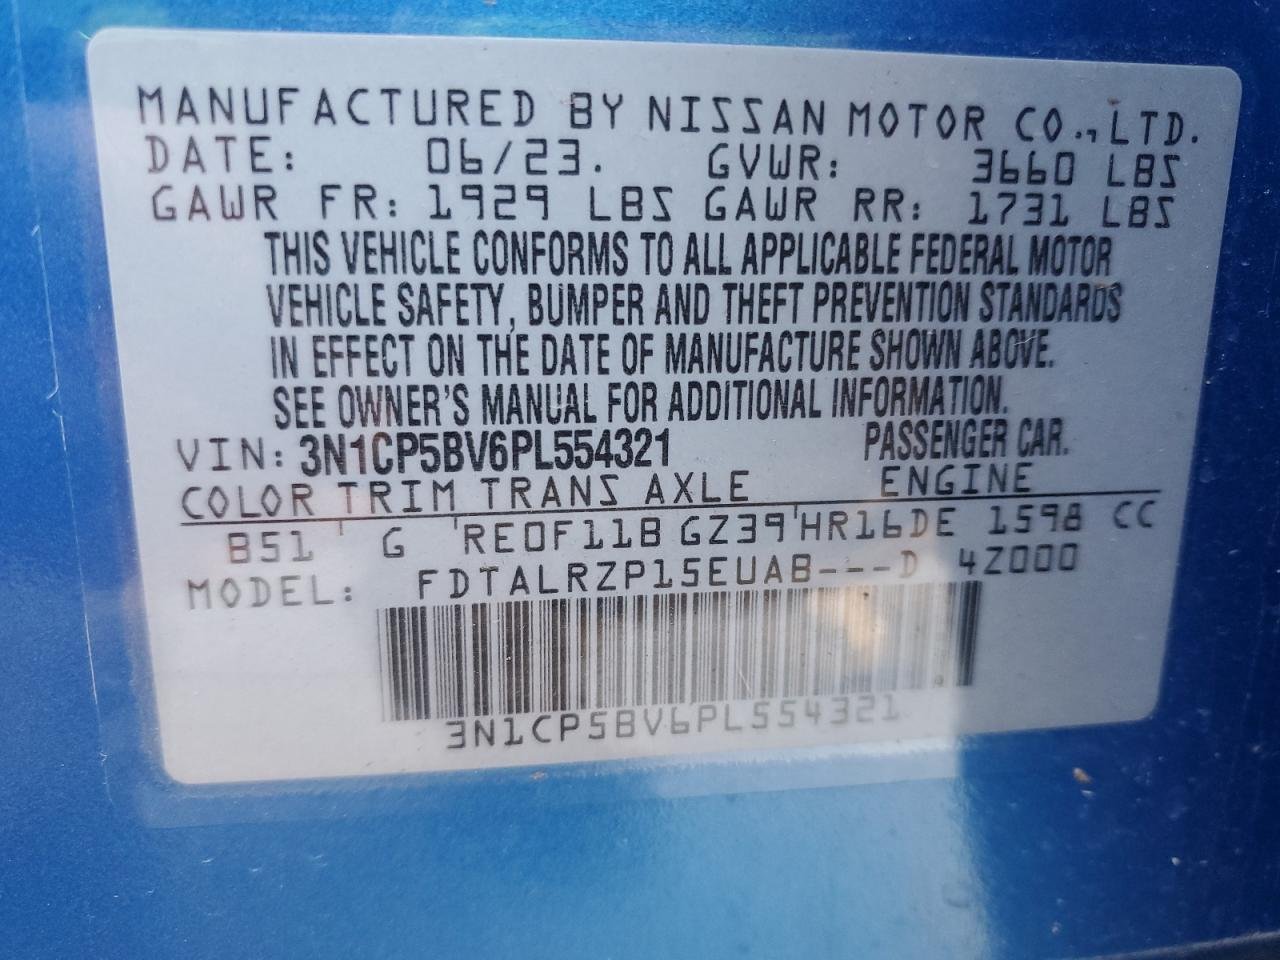 MANUFACTURED BY NISSAN MOTOR CO.,LTD.
DATE: 06/23. GVWR: 3660 LBS
GAWR FR: 1929 LBS GAWR RR: 1731 LBS
THIS VEHICLE CONFORMS TO ALL APPLICABLE FEDERAL MOTOR
VEHICLE SAFETY, BUMPER AND THEFT PREVENTION STANDARDS
IN EFFECT ON THE DATE OF MANUFACTURE SHOWN ABOVE.
SEE OWNER'S MANUAL FOR ADDITIONAL INFORMATION.
VIN: 3N1CP5BV6PL554321 PASSENGER CAR.
COLOR TRIM TRANS AXLE ENGINE
B51 G RE0F11B GZ39 HR16DE 1598 CC
MODEL: FDTALRZP15EUAB---D 4Z000
3N1CP5BV6PL554321